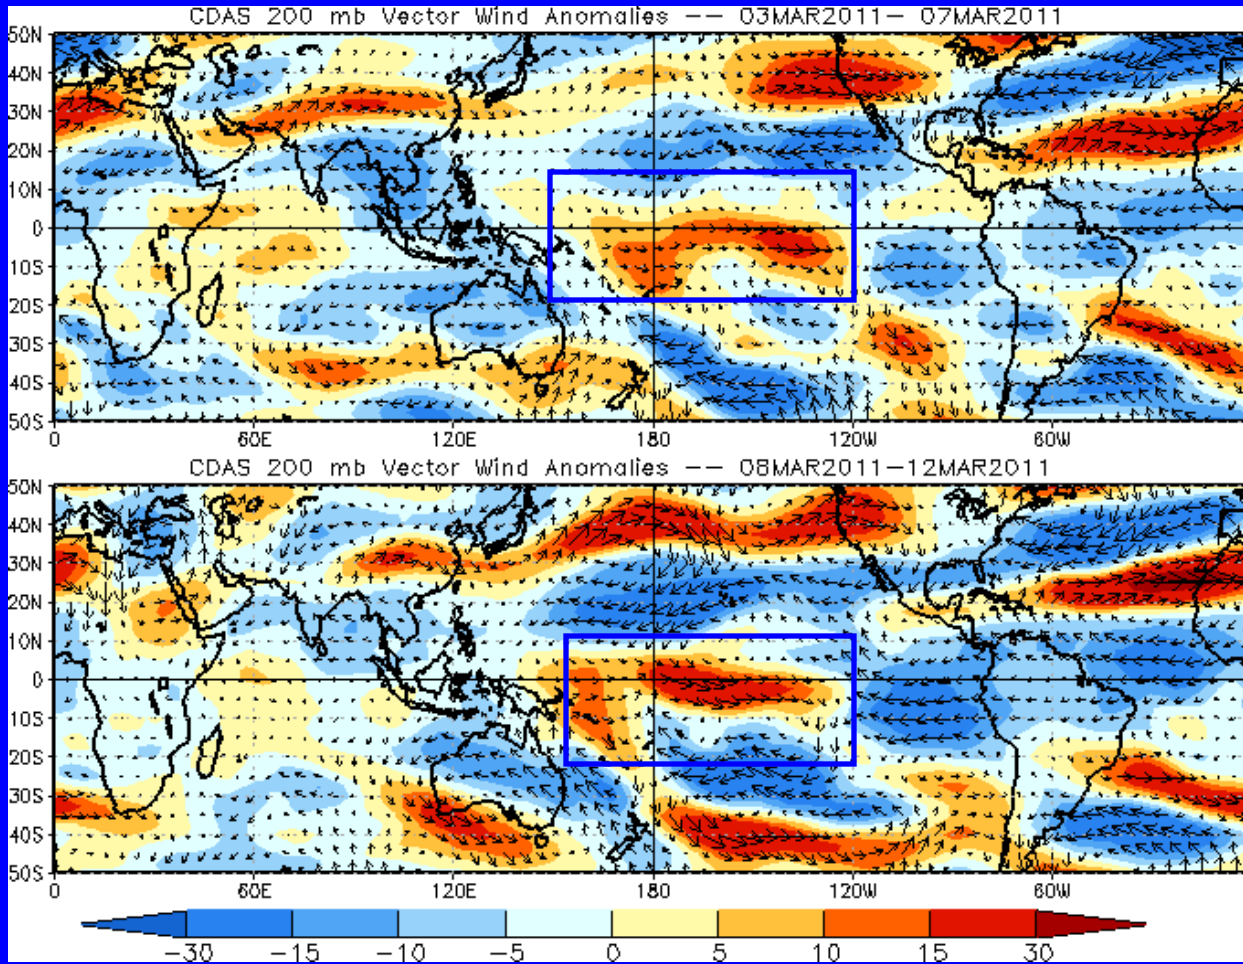 CDAS 200 mb Vector Wind Anomalies -- 03MAR2011- 07MAR2011
50N
40N
30N
20N
10N
0
10S
20S
30S
40S
50S
0 60E 120E 180 120W 60W
CDAS 200 mb Vector Wind Anomalies -- 08MAR2011-12MAR2011
50N
40N
30N
20N
10N
0
10S
20S
30S
40S
50S
0 60E 120E 180 120W 60W
-30 -15 -10 -5 0 5 10 15 30